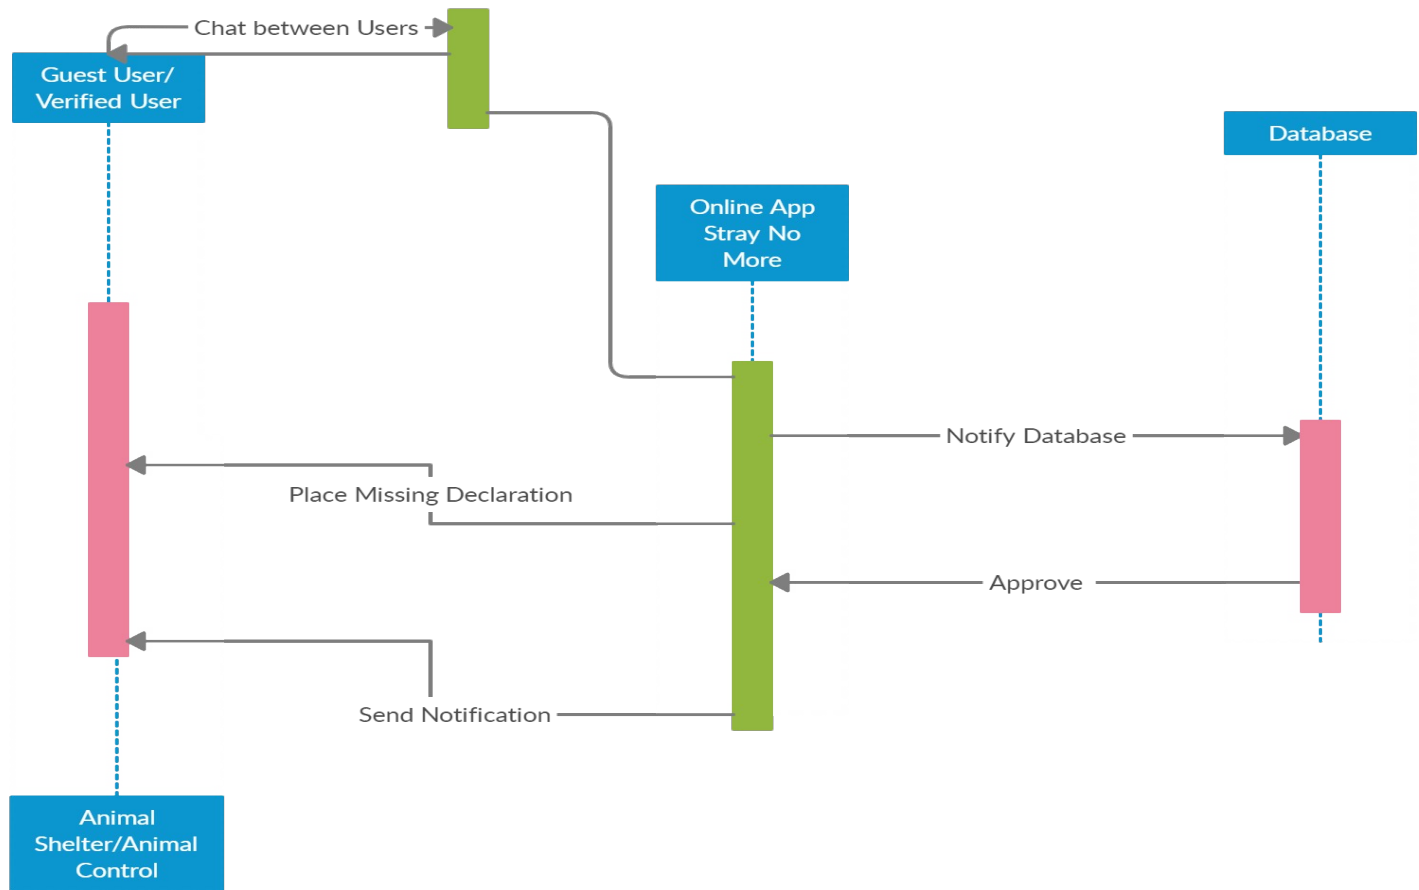 Chat between Users
Guest User/
Verified User
Database
Online App
Stray No
More
Notify Database
Place Missing Declaration
Approve
Send Notification
Animal
Shelter/Animal
Control